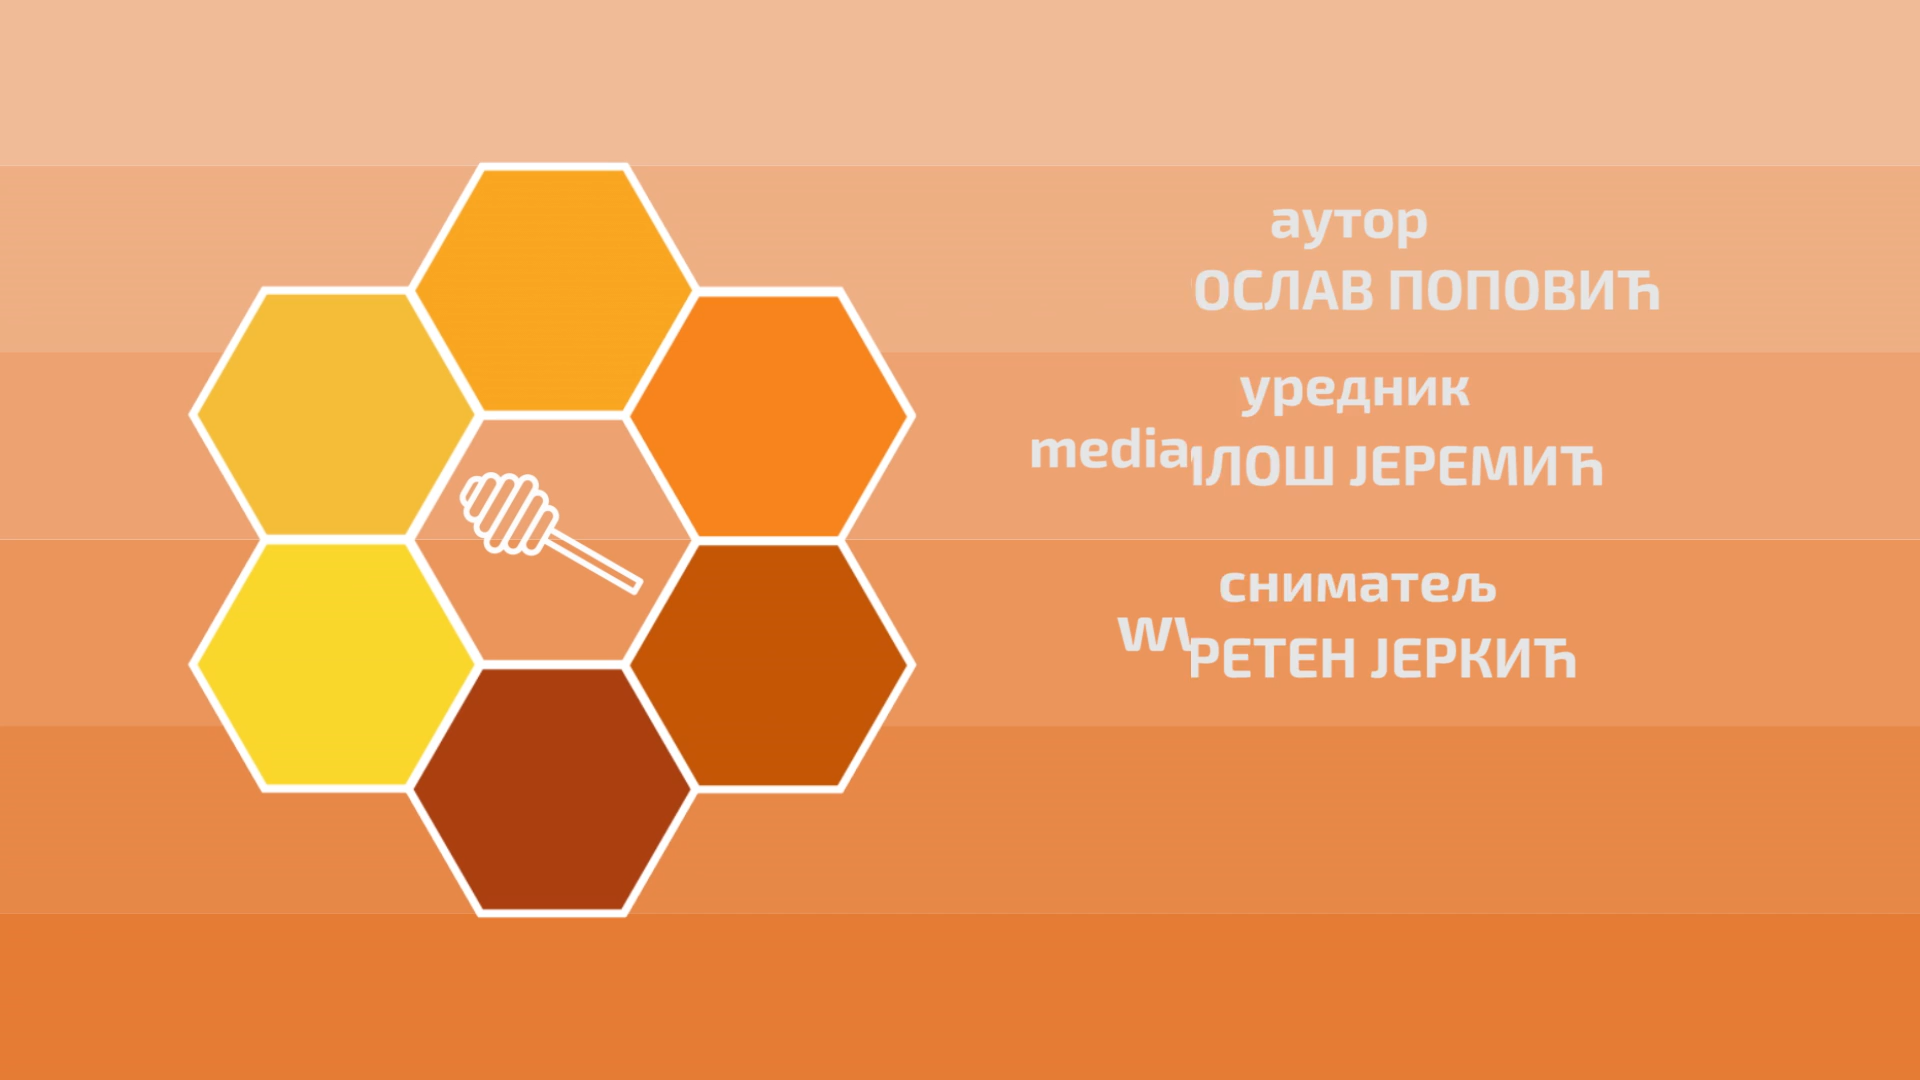 аутор
ОСЛАВ ПОПОВИЋ
уредник
media
ЛОШ ЈЕРЕМИЋ
сниматељ
РЕТЕН ЈЕРКИЋ